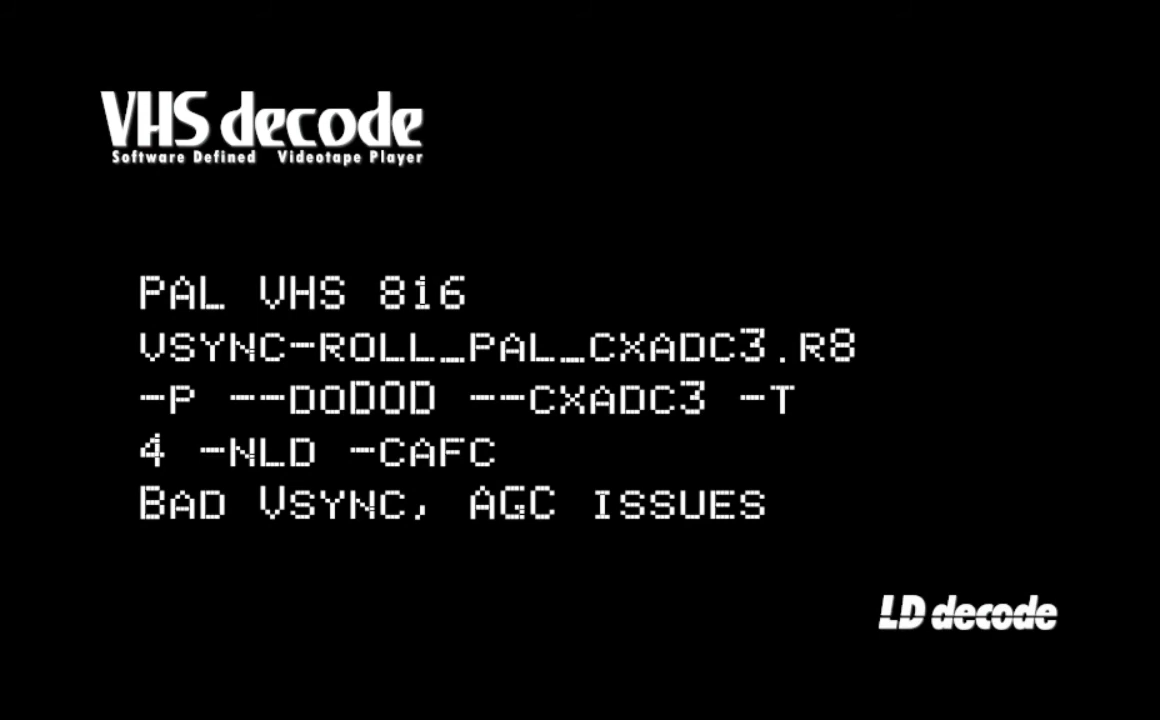 VHS decode
Software Defined Videotape Player
PAL VHS 816
VSYNC-ROLL_PAL_CXADC3.R8
-P --DODOD --CXADC3 -T
4 -NLD -CAFC
BAD VSYNC, AGC ISSUES
LD decode